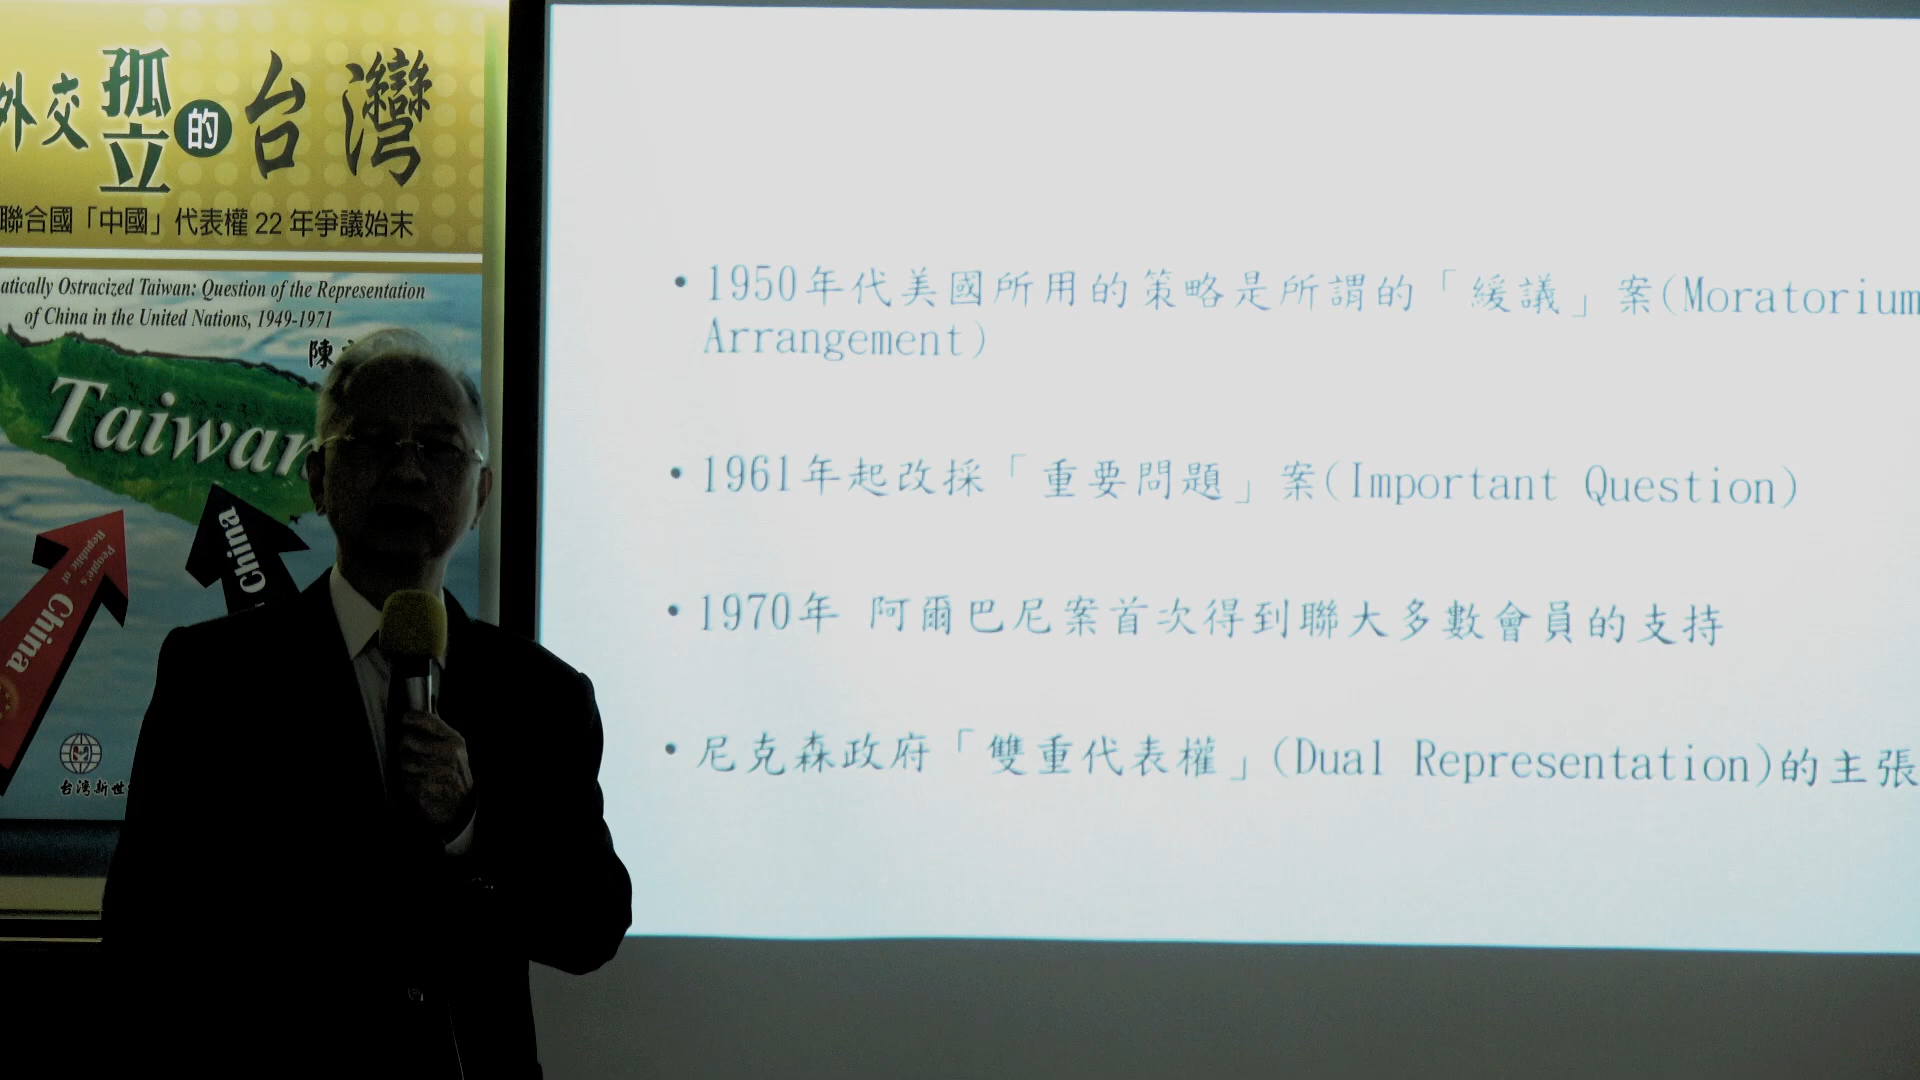 外交孤立的台灣
聯合國「中國」代表權22年爭議始末
atically Ostracized Taiwan: Question of the Representation
of China in the United Nations, 1949-1971
陳
Taiwan
People's
Republic of
China
China
台灣新世
•1950年代美國所用的策略是所謂的「緩議」案(Moratorium
Arrangement)
•1961年起改採「重要問題」案(Important Question)
•1970年 阿爾巴尼案首次得到聯大多數會員的支持
•尼克森政府「雙重代表權」(Dual Representation)的主張